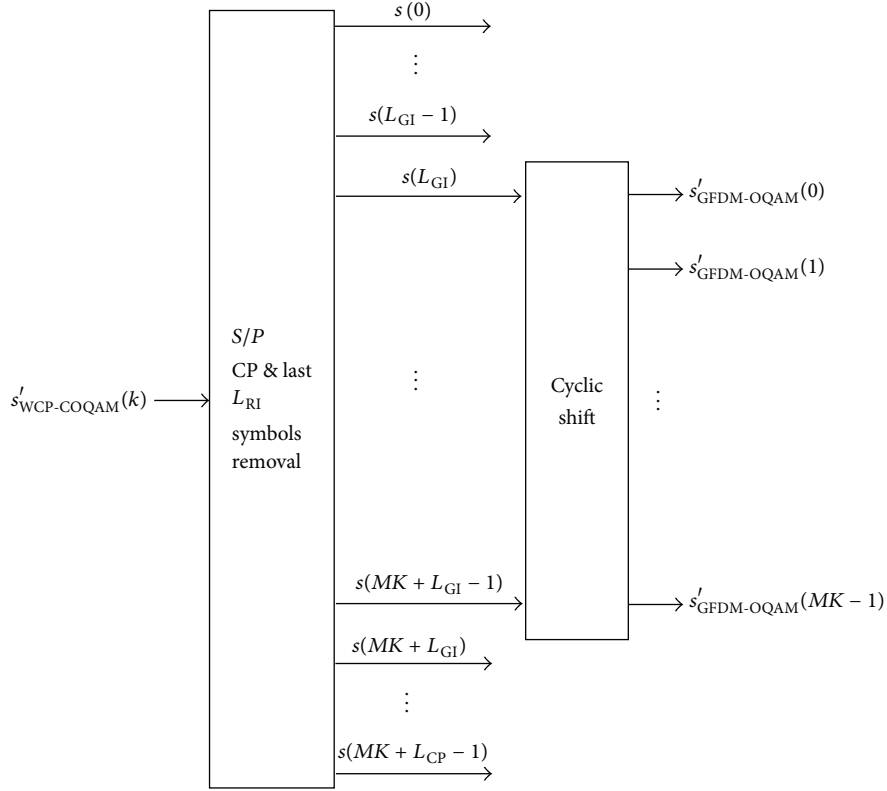 s(0)
⋮
s(L_GI − 1)
s(L_GI)
s′_GFDM-OQAM(0)
s′_GFDM-OQAM(1)
S/P
CP & last
L_RI
symbols
removal
⋮
s′_WCP-COQAM(k)
Cyclic
shift
⋮
s(MK + L_GI − 1)
s′_GFDM-OQAM(MK − 1)
s(MK + L_GI)
⋮
s(MK + L_CP − 1)